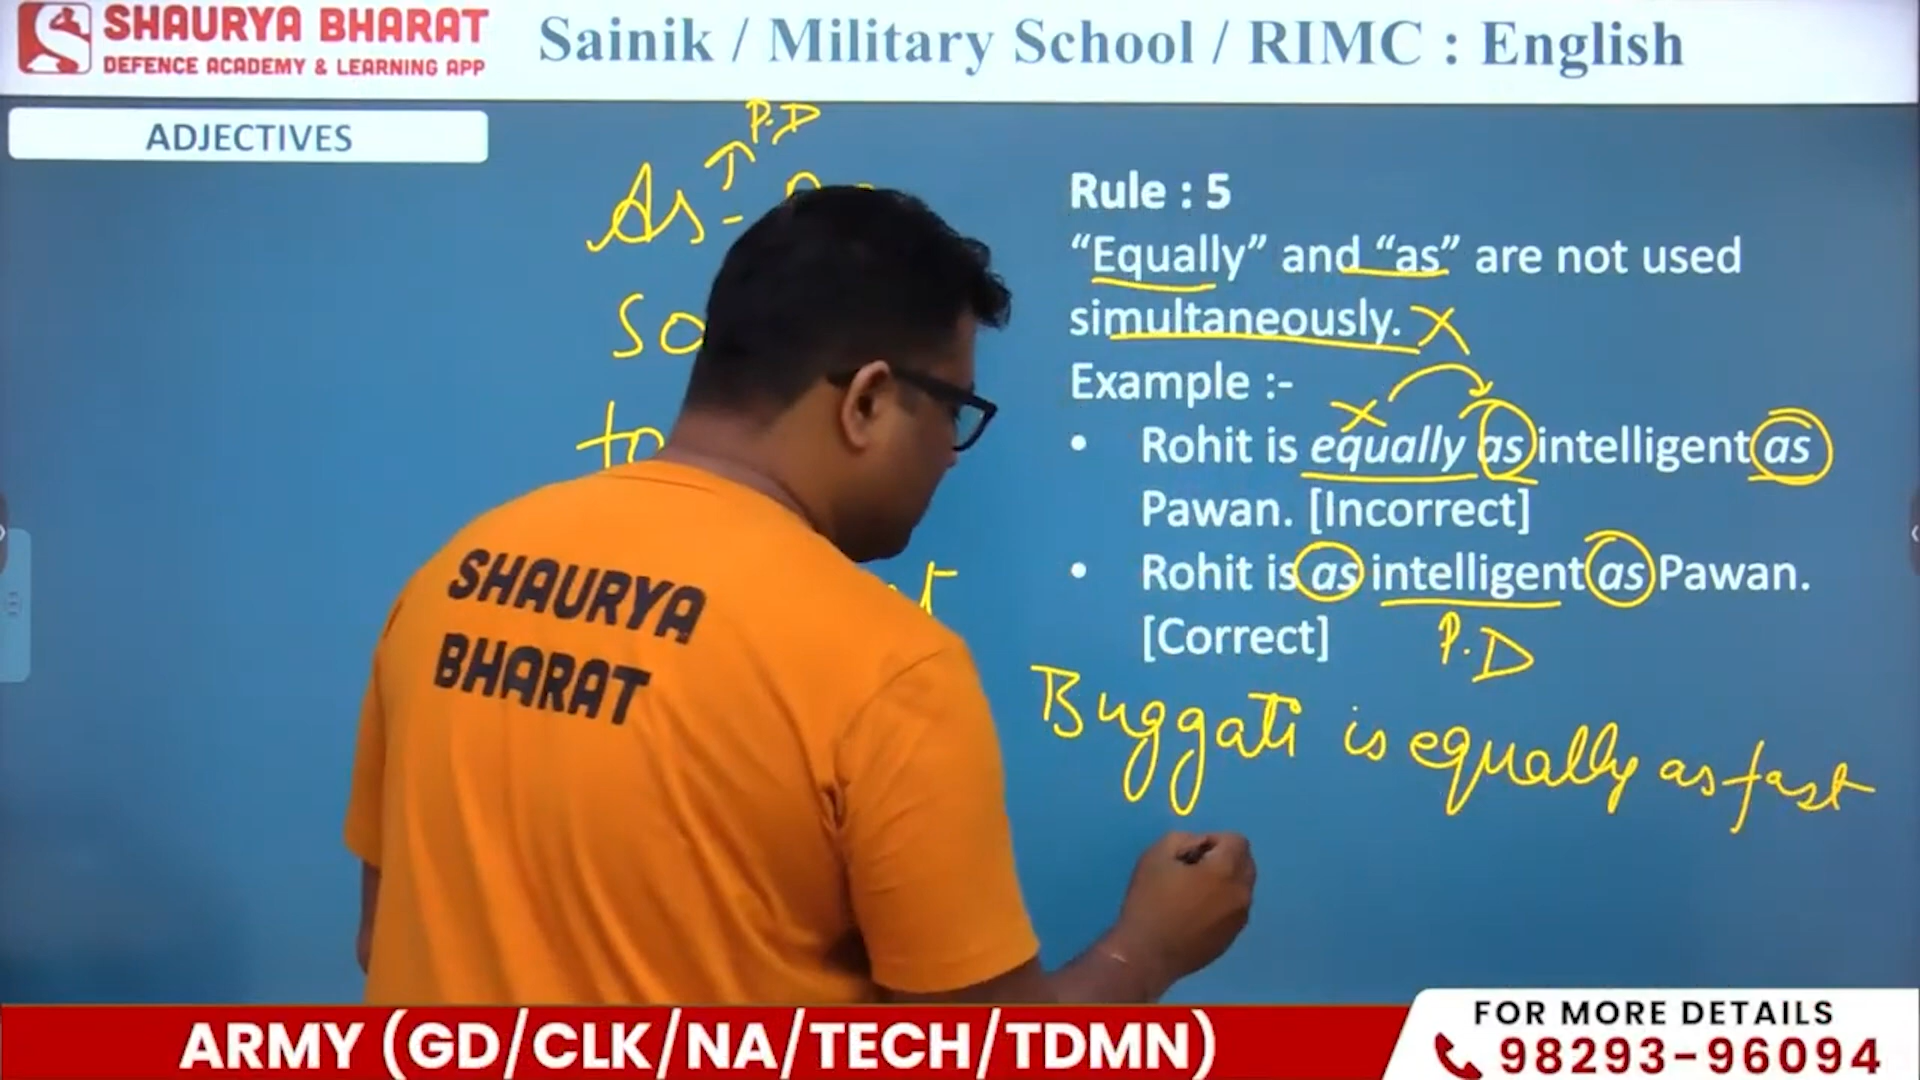 SHAURYA BHARAT
DEFENCE ACADEMY & LEARNING APP
Sainik / Military School / RIMC : English
ADJECTIVES
P.D
As -
so
to
Rule : 5
“Equally” and “as” are not used
simultaneously. X
Example :-
X
• Rohit is equally as intelligent as
Pawan. [Incorrect]
• Rohit is as intelligent as Pawan.
[Correct]
P.D
Buggati is equally as fast
SHAURYA
BHARAT
ARMY (GD/CLK/NA/TECH/TDMN)
FOR MORE DETAILS
98293-96094